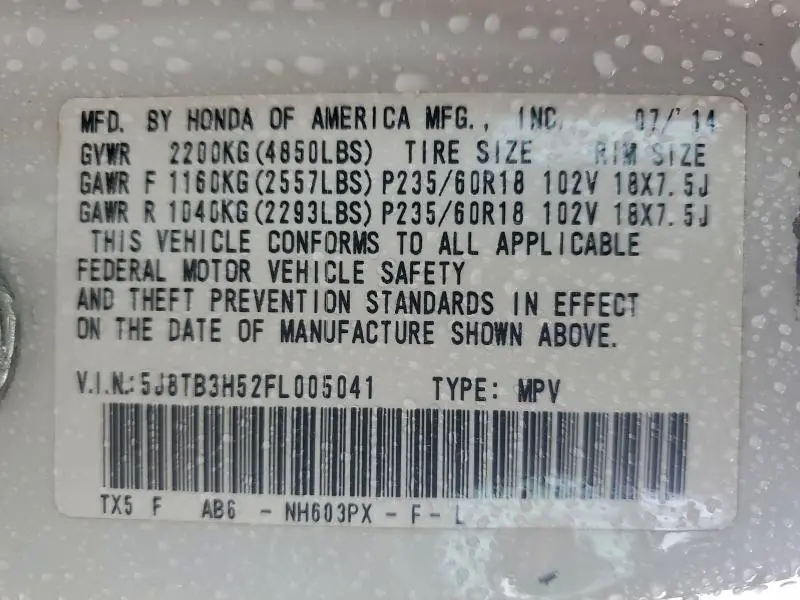 MFD. BY HONDA OF AMERICA MFG., INC. 07/'14
GVWR 2200KG(4850LBS) TIRE SIZE RIM SIZE
GAWR F 1160KG(2557LBS) P235/60R18 102V 18X7.5J
GAWR R 1040KG(2293LBS) P235/60R18 102V 18X7.5J
THIS VEHICLE CONFORMS TO ALL APPLICABLE
FEDERAL MOTOR VEHICLE SAFETY
AND THEFT PREVENTION STANDARDS IN EFFECT
ON THE DATE OF MANUFACTURE SHOWN ABOVE.
V.I.N.: 5J8TB3H52FL005041 TYPE: MPV
TX5 F AB6 - NH603PX - F - L